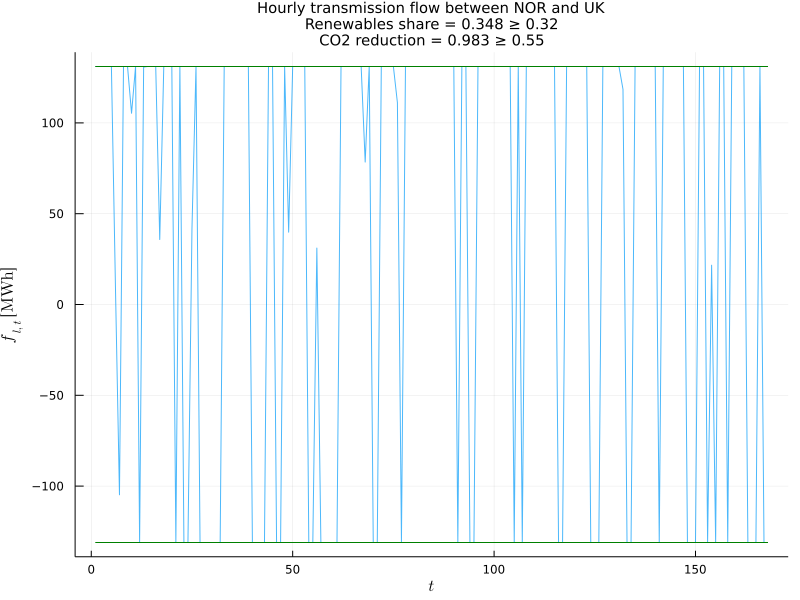 Hourly transmission flow between NOR and UK
Renewables share = 0.348 ≥ 0.32
CO2 reduction = 0.983 ≥ 0.55
100
50
0
−50
−100
f_{l,t} [MWh]
0
50
100
150
t